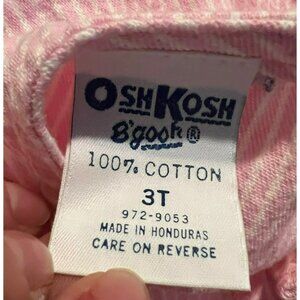 OSHKOSH
B'gosh ®
100% COTTON
3T
972-9053
MADE IN HONDURAS
CARE ON REVERSE